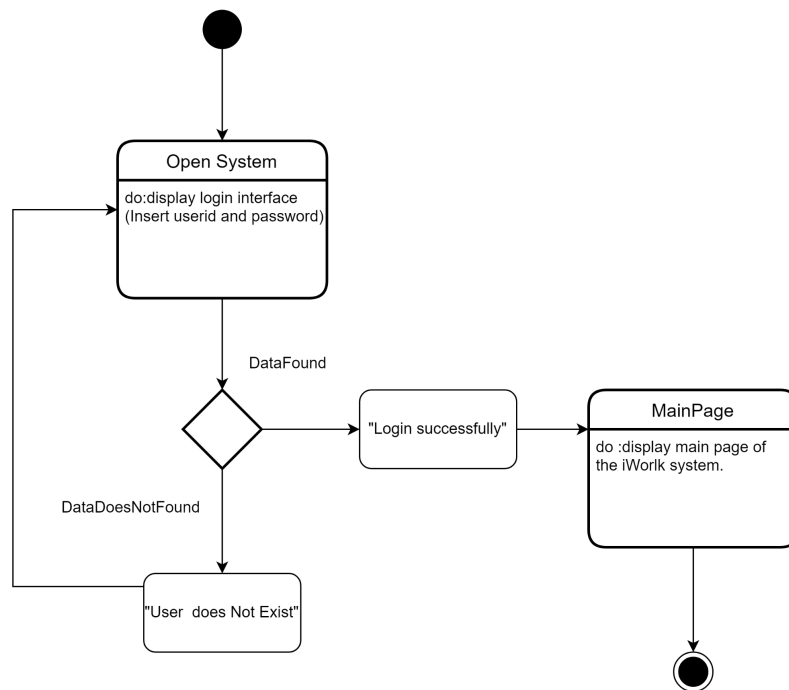 Open System
do:display login interface
(Insert userid and password)
DataFound
"Login successfully"
MainPage
do :display main page of
the iWorlk system.
DataDoesNotFound
"User  does Not Exist"